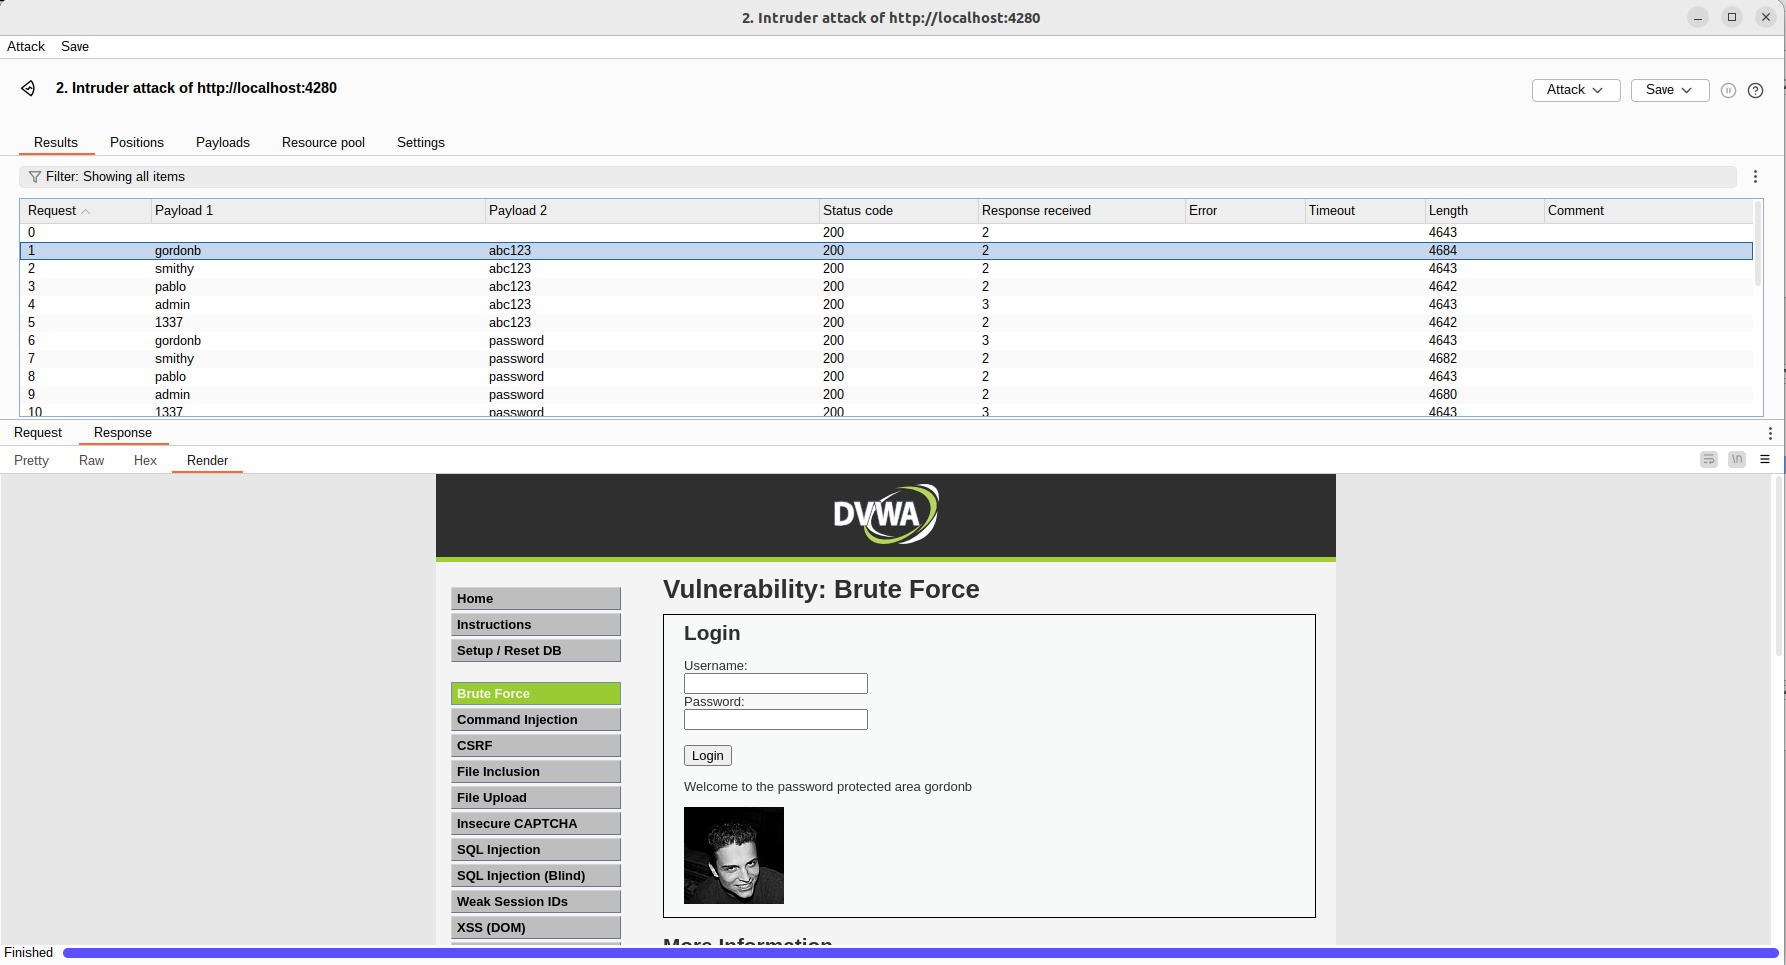 2. Intruder attack of http://localhost:4280
Attack Save
2. Intruder attack of http://localhost:4280
Attack Save
Results Positions Payloads Resource pool Settings
Filter: Showing all items
Request Payload 1 Payload 2 Status code Response received Error Timeout Length Comment
0 200 2 4643
1 gordonb abc123 200 2 4684
2 smithy abc123 200 2 4643
3 pablo abc123 200 2 4642
4 admin abc123 200 3 4643
5 1337 abc123 200 2 4642
6 gordonb password 200 3 4643
7 smithy password 200 2 4682
8 pablo password 200 2 4643
9 admin password 200 2 4680
10 1337 password 200 3 4643
Request Response
Pretty Raw Hex Render
\n
DVWA
Home
Instructions
Setup / Reset DB
Brute Force
Command Injection
CSRF
File Inclusion
File Upload
Insecure CAPTCHA
SQL Injection
SQL Injection (Blind)
Weak Session IDs
XSS (DOM)
Vulnerability: Brute Force
Login
Username:
Password:
Login
Welcome to the password protected area gordonb
More Information
Finished